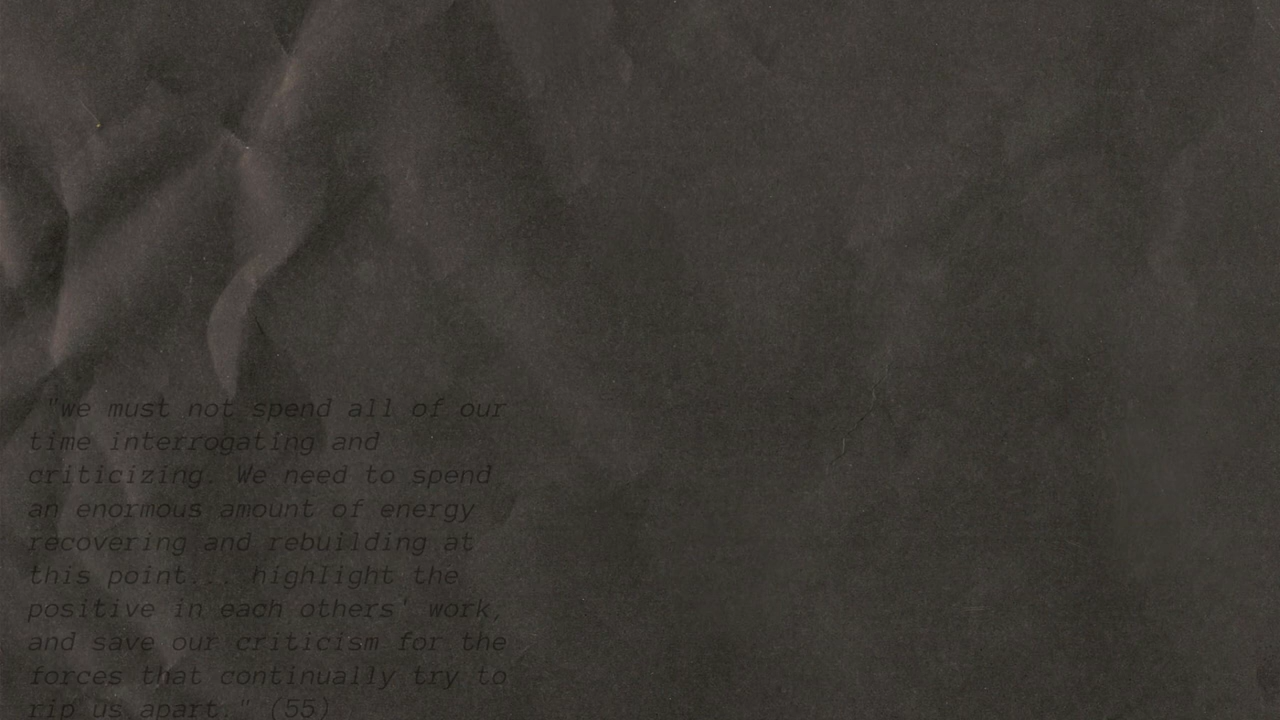 "we must not spend all of our
time interrogating and
criticizing. We need to spend
an enormous amount of energy
recovering and rebuilding at
this point... highlight the
positive in each others' work,
and save our criticism for the
forces that continually try to
rip us apart." (55)